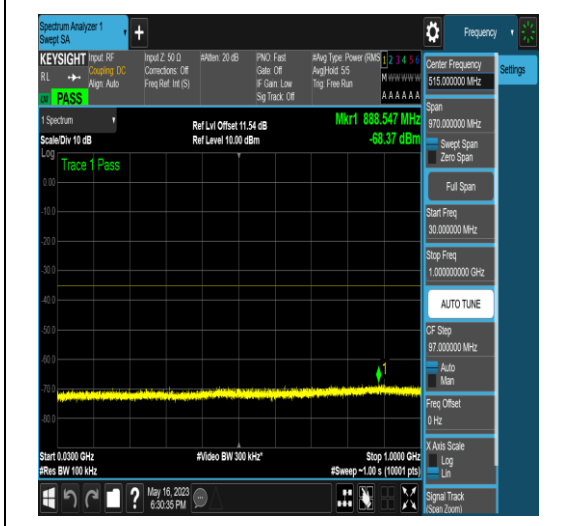 Spectrum Analyzer 1
Swept SA
+
Frequency
KEYSIGHT
RL
PASS
Input: RF
Coupling: DC
Align: Auto
Input Z: 50 Ω
Corrections: Off
Freq Ref: Int (S)
#Atten: 20 dB
PNO: Fast
Gate: Off
IF Gain: Low
Sig Track: Off
#Avg Type: Power (RMS
Avg|Hold: 5/5
Trig: Free Run
1 2 3 4 5 6
M W W W W W
A A A A A A
1 Spectrum
Scale/Div 10 dB
Ref Lvl Offset 11.54 dB
Ref Level 10.00 dBm
Mkr1 888.547 MHz
-68.37 dBm
Log
Trace 1 Pass
0.00
-10.0
-20.0
-30.0
-40.0
-50.0
-60.0
-70.0
-80.0
1
Start 0.0300 GHz
#Res BW 100 kHz
#Video BW 300 kHz*
Stop 1.0000 GHz
#Sweep ~1.00 s (10001 pts)
?
May 16, 2023
6:30:35 PM
Center Frequency
515.000000 MHz
Settings
Span
970.000000 MHz
Swept Span
Zero Span
Full Span
Start Freq
30.000000 MHz
Stop Freq
1.000000000 GHz
AUTO TUNE
CF Step
97.000000 MHz
Auto
Man
Freq Offset
0 Hz
X Axis Scale
Log
Lin
Signal Track
(Span Zoom)